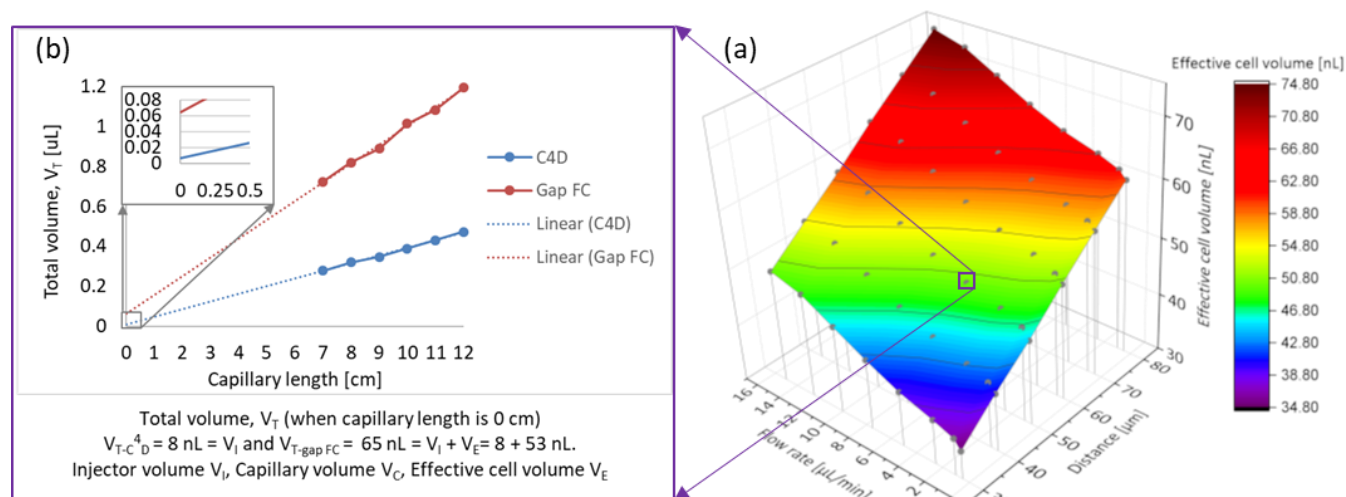 (b)
1.2
1
0.8
0.6
0.4
0.2
0
Total volume, V_T [uL]
0.08
0.06
0.04
0.02
0
0 0.25 0.5
C4D
Gap FC
Linear (C4D)
Linear (Gap FC)
0 1 2 3 4 5 6 7 8 9 10 11 12
Capillary length [cm]
Total volume, V_T (when capillary length is 0 cm)
V_T-C⁴D = 8 nL = V_I and V_T-gap FC = 65 nL = V_I + V_E= 8 + 53 nL.
Injector volume V_I, Capillary volume V_C, Effective cell volume V_E
(a)
Effective cell volume [nL]
74.80
70.80
66.80
62.80
58.80
54.80
50.80
46.80
42.80
38.80
34.80
70
60
50
40
30
Effective cell volume [nL]
16 14 12 10 8 6 4 2
Flow rate [µL/min]
40 50 60 70 80
Distance [µm]